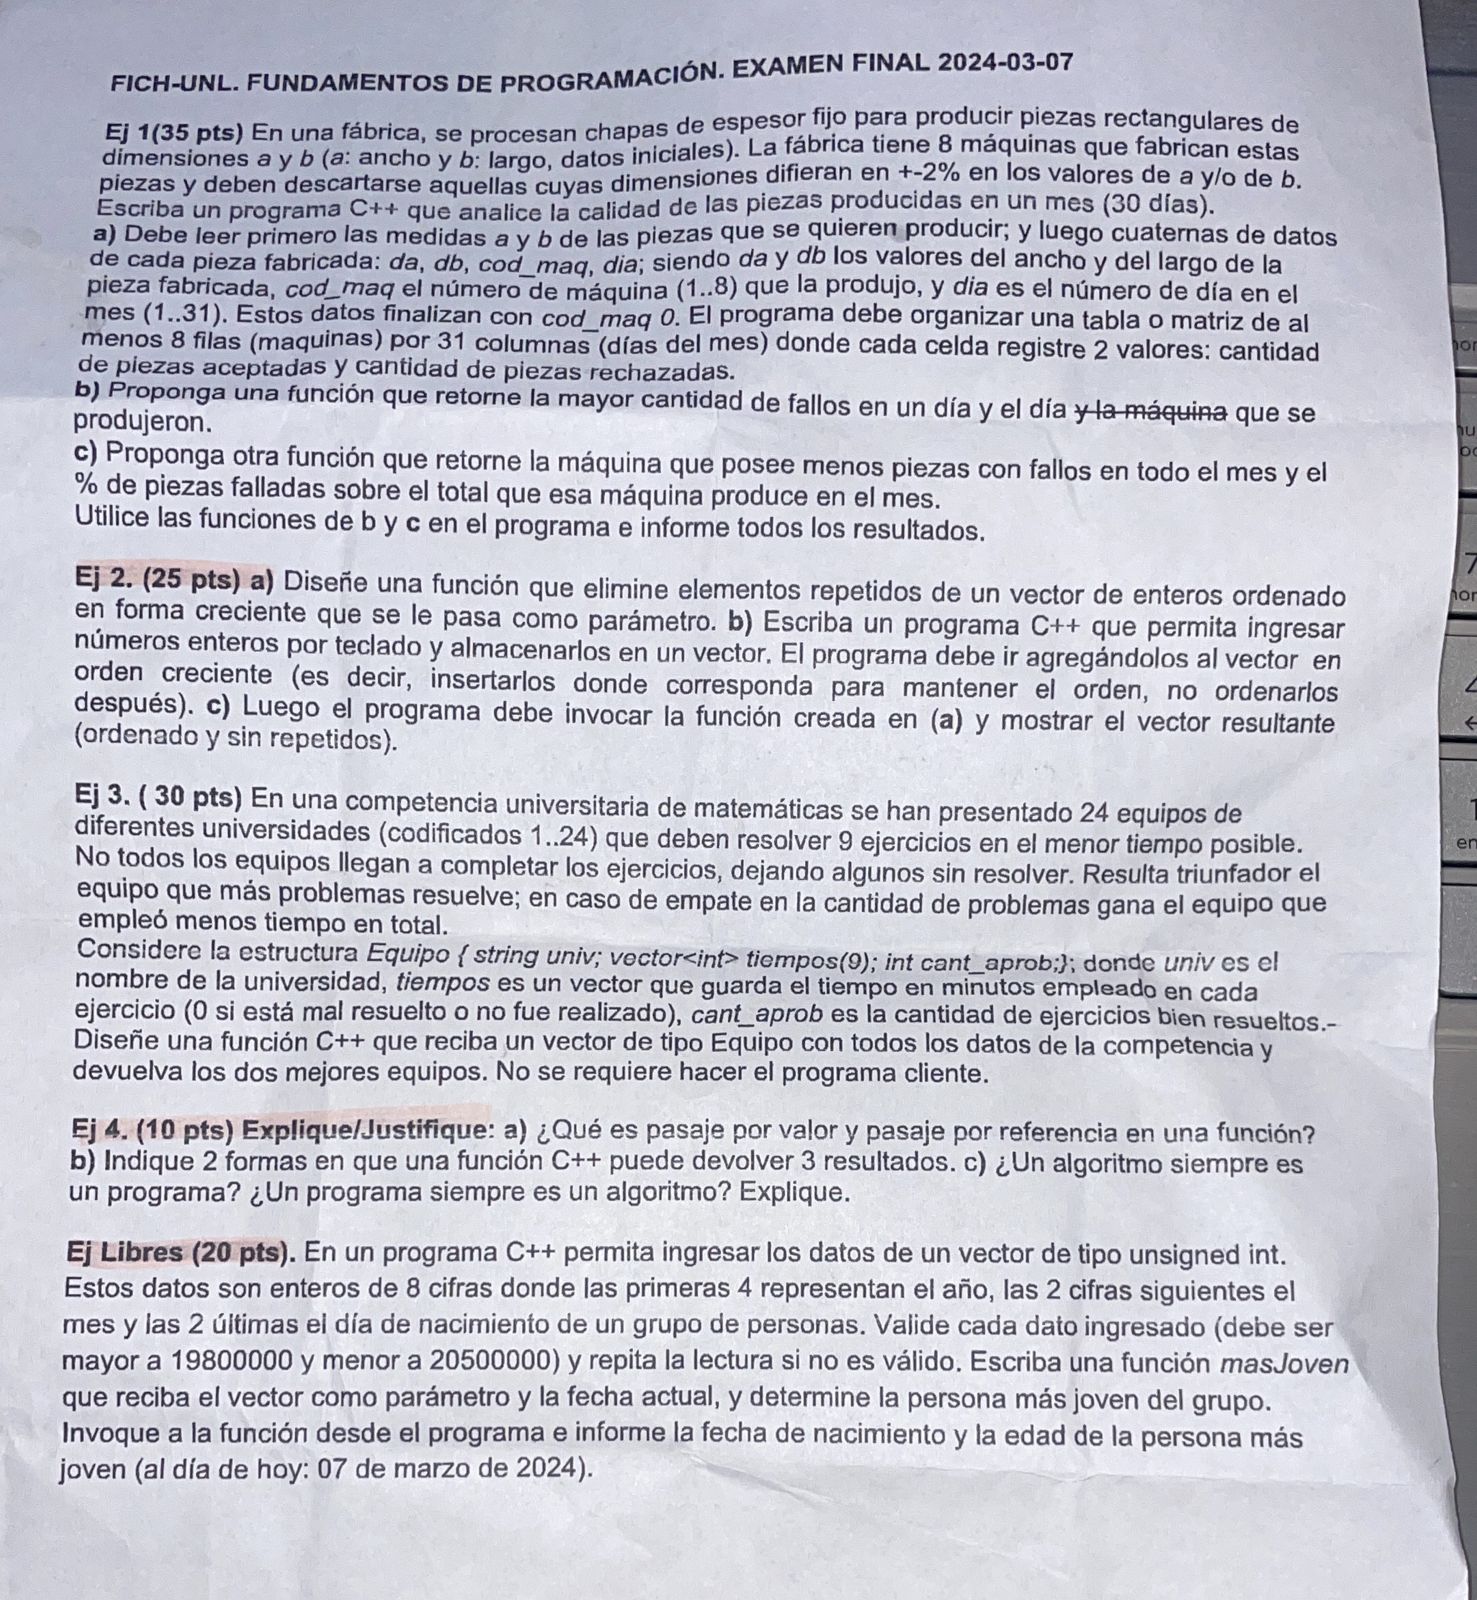 FICH-UNL. FUNDAMENTOS DE PROGRAMACIÓN. EXAMEN FINAL 2024-03-07
Ej 1(35 pts) En una fábrica, se procesan chapas de espesor fijo para producir piezas rectangulares de
dimensiones a y b (a: ancho y b: largo, datos iniciales). La fábrica tiene 8 máquinas que fabrican estas
piezas y deben descartarse aquellas cuyas dimensiones difieran en +-2% en los valores de a y/o de b.
Escriba un programa C++ que analice la calidad de las piezas producidas en un mes (30 días).
a) Debe leer primero las medidas a y b de las piezas que se quieren producir; y luego cuaternas de datos
de cada pieza fabricada: da, db, cod_maq, dia; siendo da y db los valores del ancho y del largo de la
pieza fabricada, cod_maq el número de máquina (1..8) que la produjo, y dia es el número de día en el
mes (1..31). Estos datos finalizan con cod_maq 0. El programa debe organizar una tabla o matriz de al
menos 8 filas (maquinas) por 31 columnas (días del mes) donde cada celda registre 2 valores: cantidad
de piezas aceptadas y cantidad de piezas rechazadas.
b) Proponga una función que retorne la mayor cantidad de fallos en un día y el día y la máquina que se
produjeron.
c) Proponga otra función que retorne la máquina que posee menos piezas con fallos en todo el mes y el
% de piezas falladas sobre el total que esa máquina produce en el mes.
Utilice las funciones de b y c en el programa e informe todos los resultados.
Ej 2. (25 pts) a) Diseñe una función que elimine elementos repetidos de un vector de enteros ordenado
en forma creciente que se le pasa como parámetro. b) Escriba un programa C++ que permita ingresar
números enteros por teclado y almacenarlos en un vector. El programa debe ir agregándolos al vector en
orden creciente (es decir, insertarlos donde corresponda para mantener el orden, no ordenarlos
después). c) Luego el programa debe invocar la función creada en (a) y mostrar el vector resultante
(ordenado y sin repetidos).
Ej 3. ( 30 pts) En una competencia universitaria de matemáticas se han presentado 24 equipos de
diferentes universidades (codificados 1..24) que deben resolver 9 ejercicios en el menor tiempo posible.
No todos los equipos llegan a completar los ejercicios, dejando algunos sin resolver. Resulta triunfador el
equipo que más problemas resuelve; en caso de empate en la cantidad de problemas gana el equipo que
empleó menos tiempo en total.
Considere la estructura Equipo { string univ; vector<int> tiempos(9); int cant_aprob;}; donde univ es el
nombre de la universidad, tiempos es un vector que guarda el tiempo en minutos empleado en cada
ejercicio (0 si está mal resuelto o no fue realizado), cant_aprob es la cantidad de ejercicios bien resueltos.-
Diseñe una función C++ que reciba un vector de tipo Equipo con todos los datos de la competencia y
devuelva los dos mejores equipos. No se requiere hacer el programa cliente.
Ej 4. (10 pts) Explique/Justifique: a) ¿Qué es pasaje por valor y pasaje por referencia en una función?
b) Indique 2 formas en que una función C++ puede devolver 3 resultados. c) ¿Un algoritmo siempre es
un programa? ¿Un programa siempre es un algoritmo? Explique.
Ej Libres (20 pts). En un programa C++ permita ingresar los datos de un vector de tipo unsigned int.
Estos datos son enteros de 8 cifras donde las primeras 4 representan el año, las 2 cifras siguientes el
mes y las 2 últimas el día de nacimiento de un grupo de personas. Valide cada dato ingresado (debe ser
mayor a 19800000 y menor a 20500000) y repita la lectura si no es válido. Escriba una función masJoven
que reciba el vector como parámetro y la fecha actual, y determine la persona más joven del grupo.
Invoque a la función desde el programa e informe la fecha de nacimiento y la edad de la persona más
joven (al día de hoy: 07 de marzo de 2024).